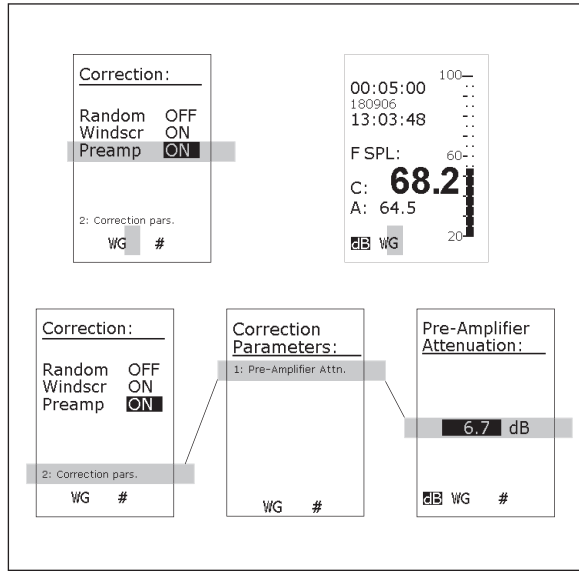 Correction:
Random OFF
Windscr ON
Preamp ON
2: Correction pars.
WG #
100
00:05:00
180906
13:03:48
F SPL: 60
C: 68.2
A: 64.5
20
dB WG
Correction:
Random OFF
Windscr ON
Preamp ON
2: Correction pars.
WG #
Correction
Parameters:
1: Pre-Amplifier Attn.
WG #
Pre-Amplifier
Attenuation:
6.7 dB
dB WG #